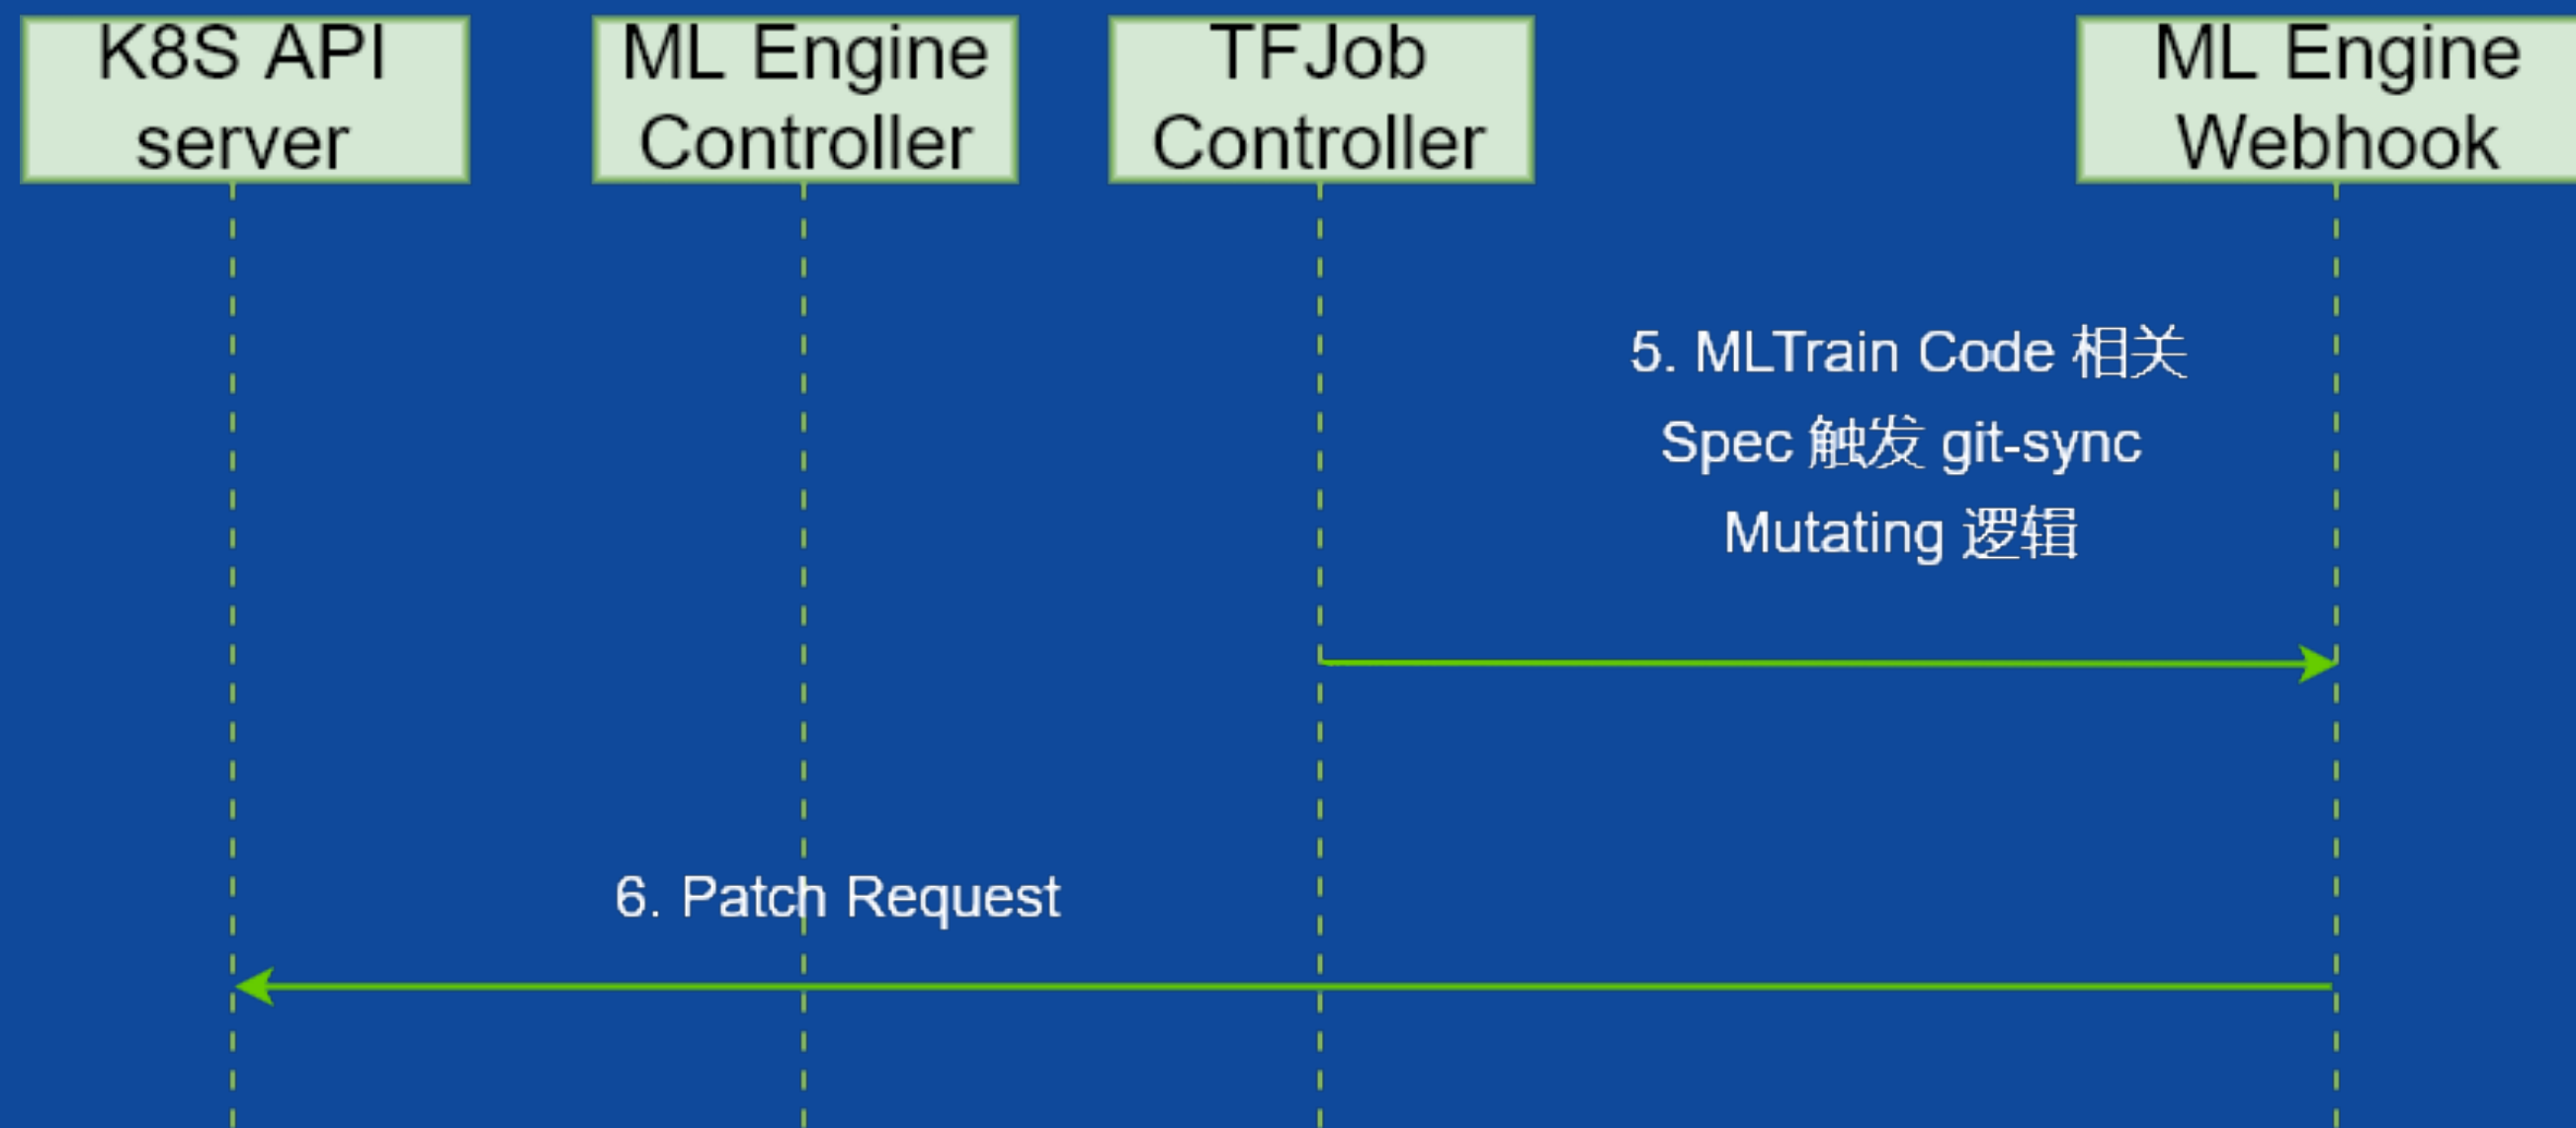 K8S API
server
ML Engine
Controller
TFJob
Controller
ML Engine
Webhook
5. MLTrain Code 相关
Spec 触发 git-sync
Mutating 逻辑
6. Patch Request